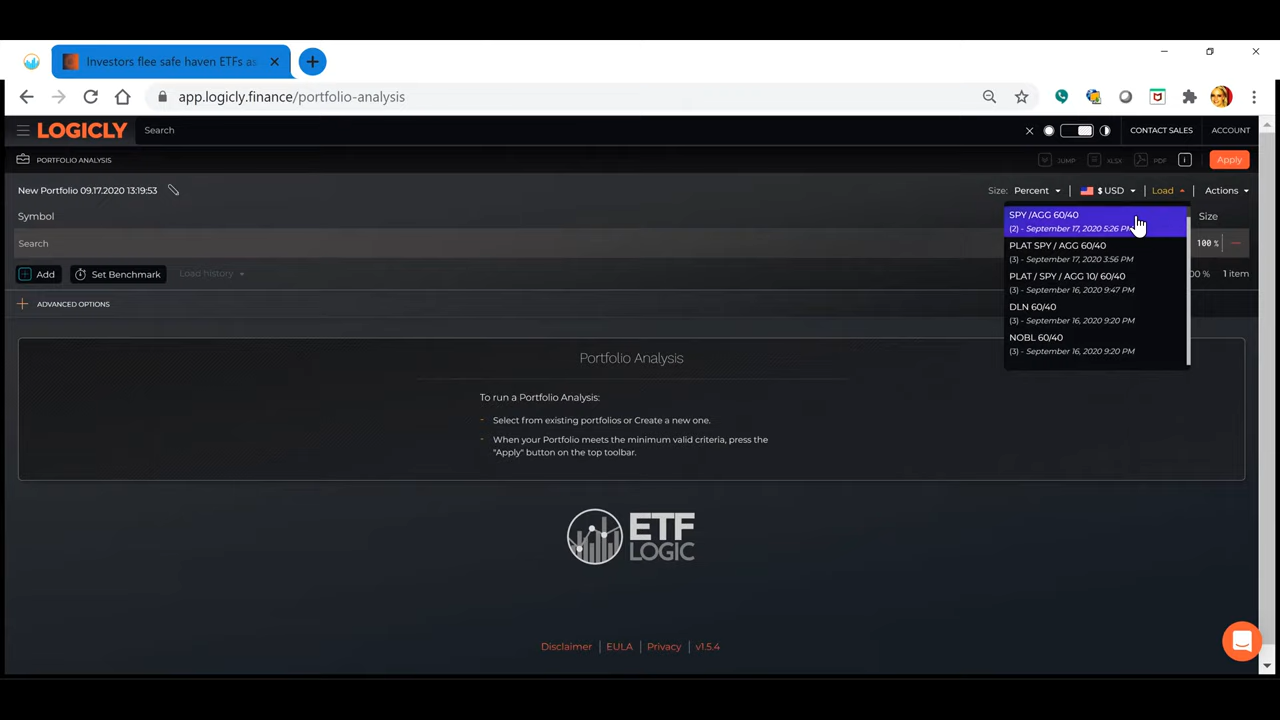 Investors flee safe haven ETFs as
app.logicly.finance/portfolio-analysis
LOGICLY
Search
CONTACT SALES
ACCOUNT
PORTFOLIO ANALYSIS
JUMP
XLSX
PDF
Apply
New Portfolio 09.17.2020 13:19:53
Size: Percent
$ USD
Load
Actions
Symbol
Size
Search
100 %
Add
Set Benchmark
Load history
1 item
ADVANCED OPTIONS
SPY /AGG 60/40
(2) - September 17, 2020 5:26 PM
PLAT SPY / AGG 60/40
(3) - September 17, 2020 3:56 PM
PLAT / SPY / AGG 10/ 60/40
(3) - September 16, 2020 9:47 PM
DLN 60/40
(3) - September 16, 2020 9:20 PM
NOBL 60/40
(3) - September 16, 2020 9:20 PM
Portfolio Analysis
To run a Portfolio Analysis:
- Select from existing portfolios or Create a new one.
- When your Portfolio meets the minimum valid criteria, press the
"Apply" button on the top toolbar.
ETF
LOGIC
Disclaimer | EULA | Privacy | v1.5.4